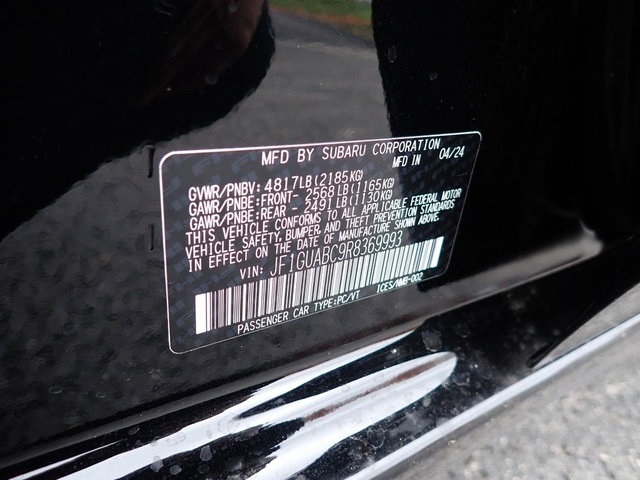 MFD BY SUBARU CORPORATION
MFD IN 04/24
GVWR/PNBV: 4817LB(2185KG)
GAWR/PNBE:FRONT- 2568LB(1165KG)
GAWR/PNBE:REAR - 2491LB(1130KG)
THIS VEHICLE CONFORMS TO ALL APPLICABLE FEDERAL MOTOR
VEHICLE SAFETY, BUMPER, AND THEFT PREVENTION STANDARDS
IN EFFECT ON THE DATE OF MANUFACTURE SHOWN ABOVE.
VIN: JF1GUABC9R8369993
PASSENGER CAR TYPE:PC/VT ICES/NMB-002